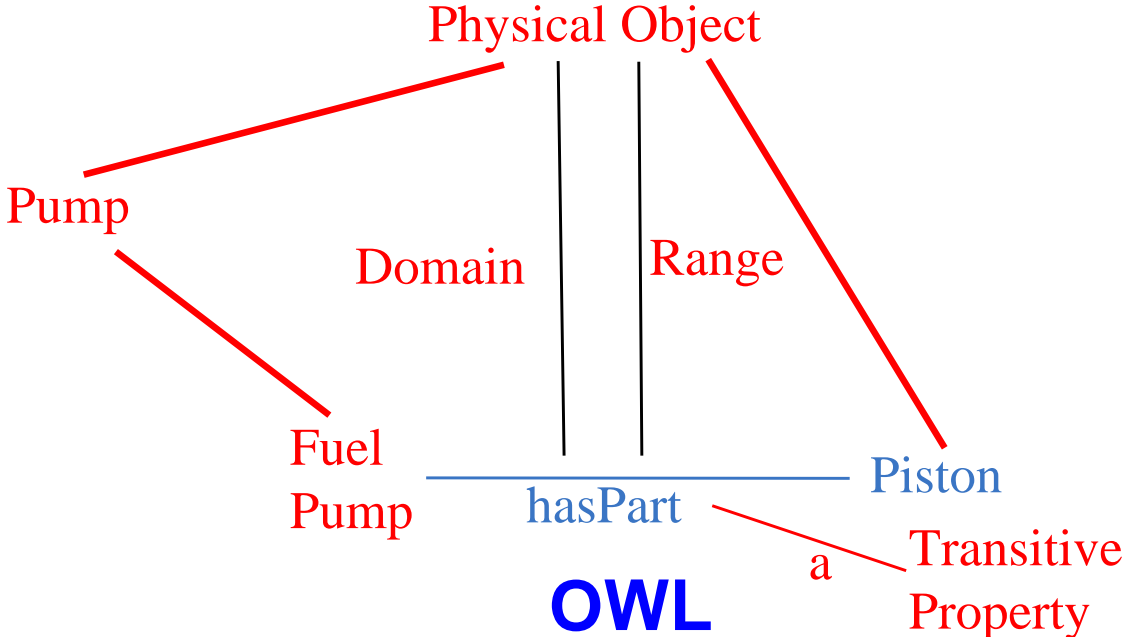 Physical Object
Pump
Domain
Range
Fuel
Pump
hasPart
Piston
a
Transitive
Property
OWL